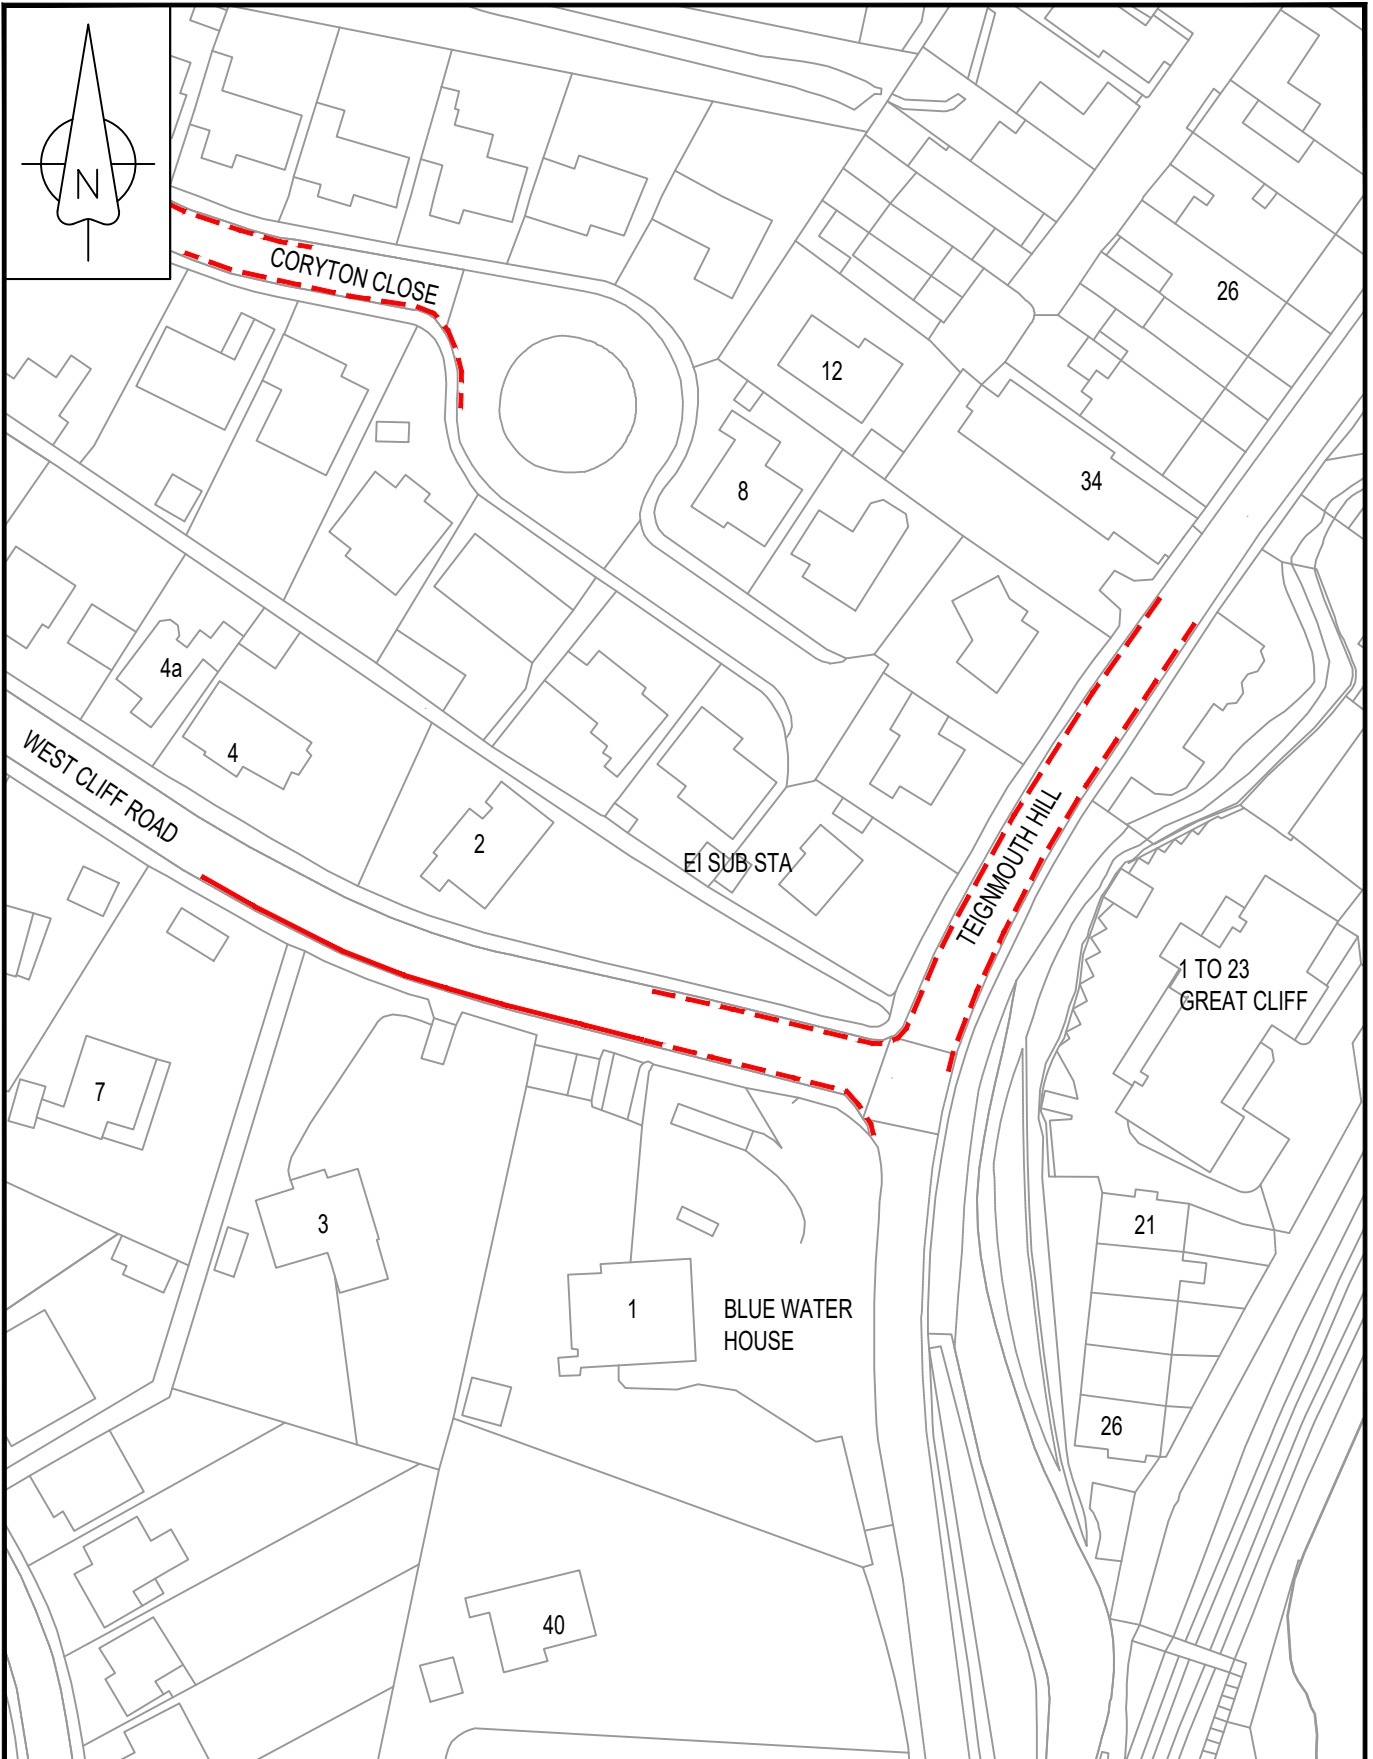 N
CORYTON CLOSE
26
12
34
8
4a
4
WEST CLIFF ROAD
2
El SUB STA
TEIGNMOUTH HILL
1 TO 23
GREAT CLIFF
7
3
21
1
BLUE WATER
HOUSE
26
40